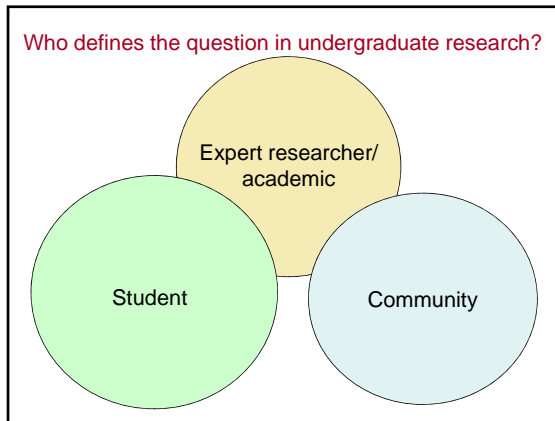 Who defines the question in undergraduate research?
Expert researcher/
academic
Student
Community